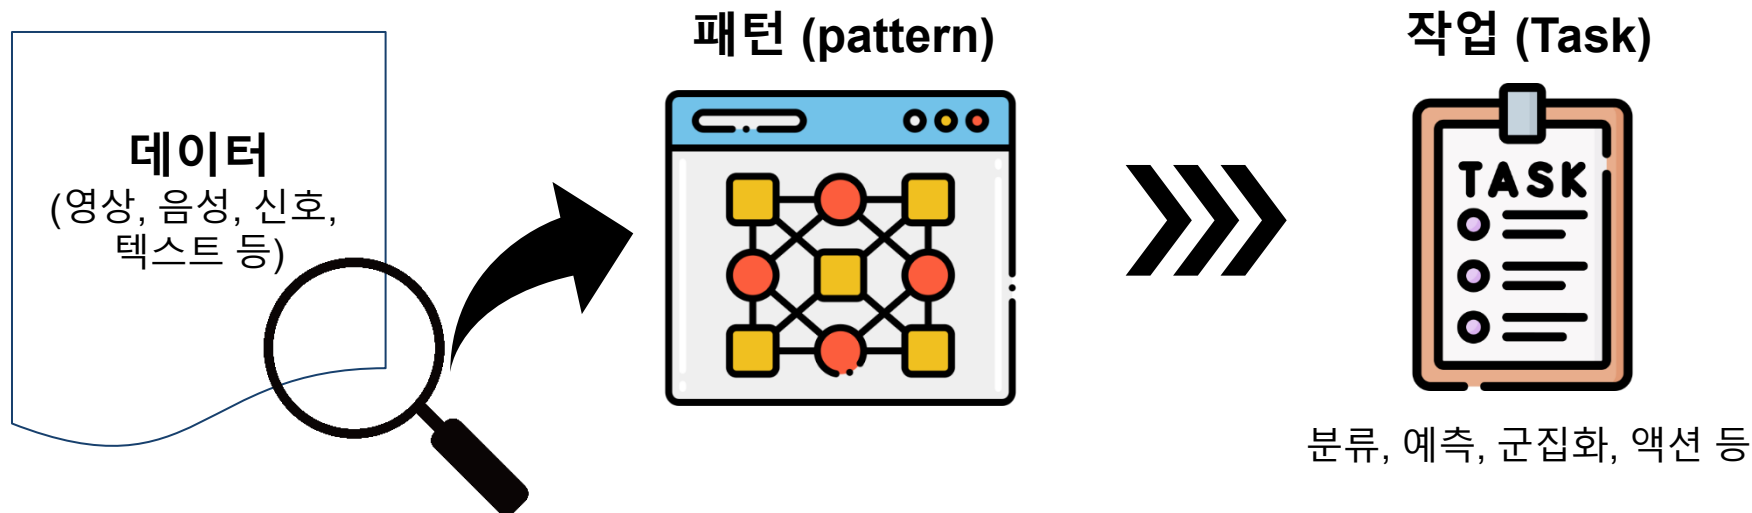 패턴 (pattern)
작업 (Task)
데이터
(영상, 음성, 신호,
텍스트 등)
TASK
분류, 예측, 군집화, 액션 등